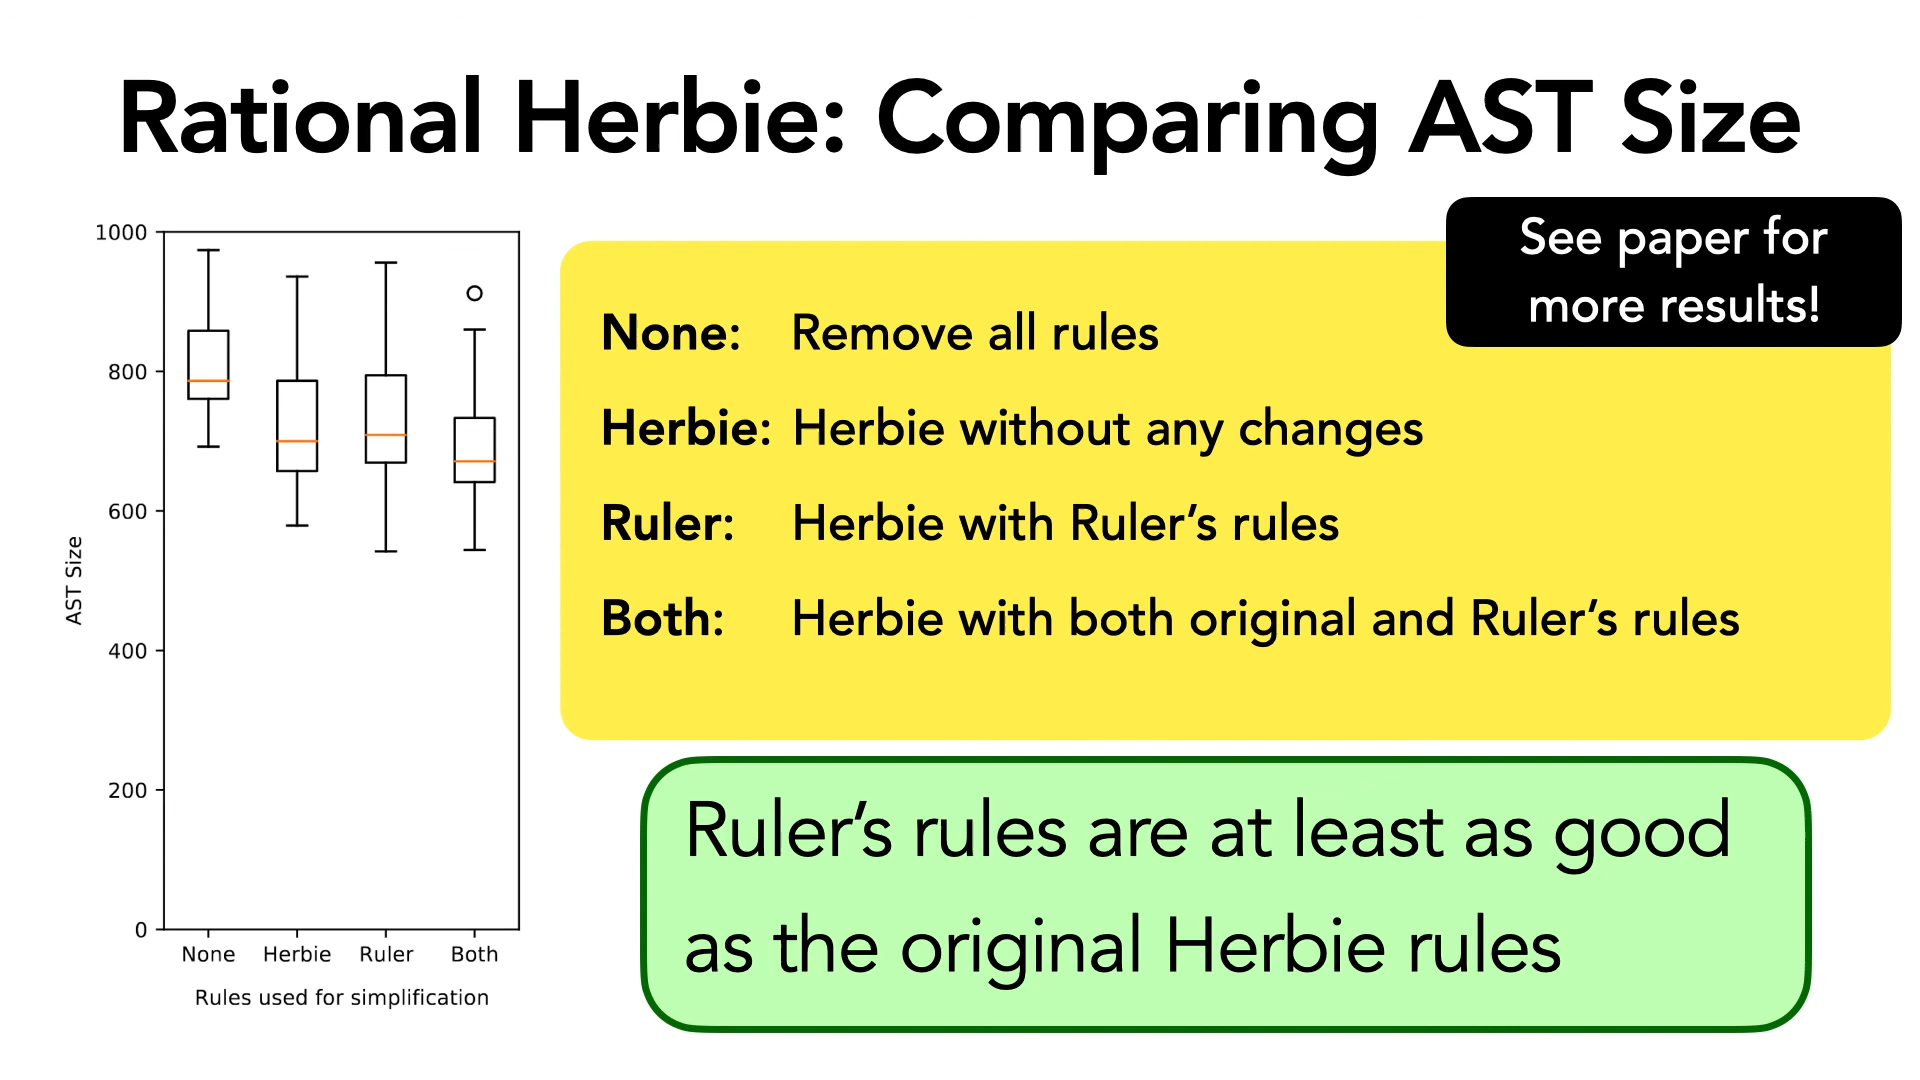 Rational Herbie: Comparing AST Size
See paper for
more results!
1000
800
600
400
200
0
AST Size
None
Herbie
Ruler
Both
Rules used for simplification
None: Remove all rules
Herbie: Herbie without any changes
Ruler: Herbie with Ruler’s rules
Both: Herbie with both original and Ruler’s rules
Ruler’s rules are at least as good
as the original Herbie rules